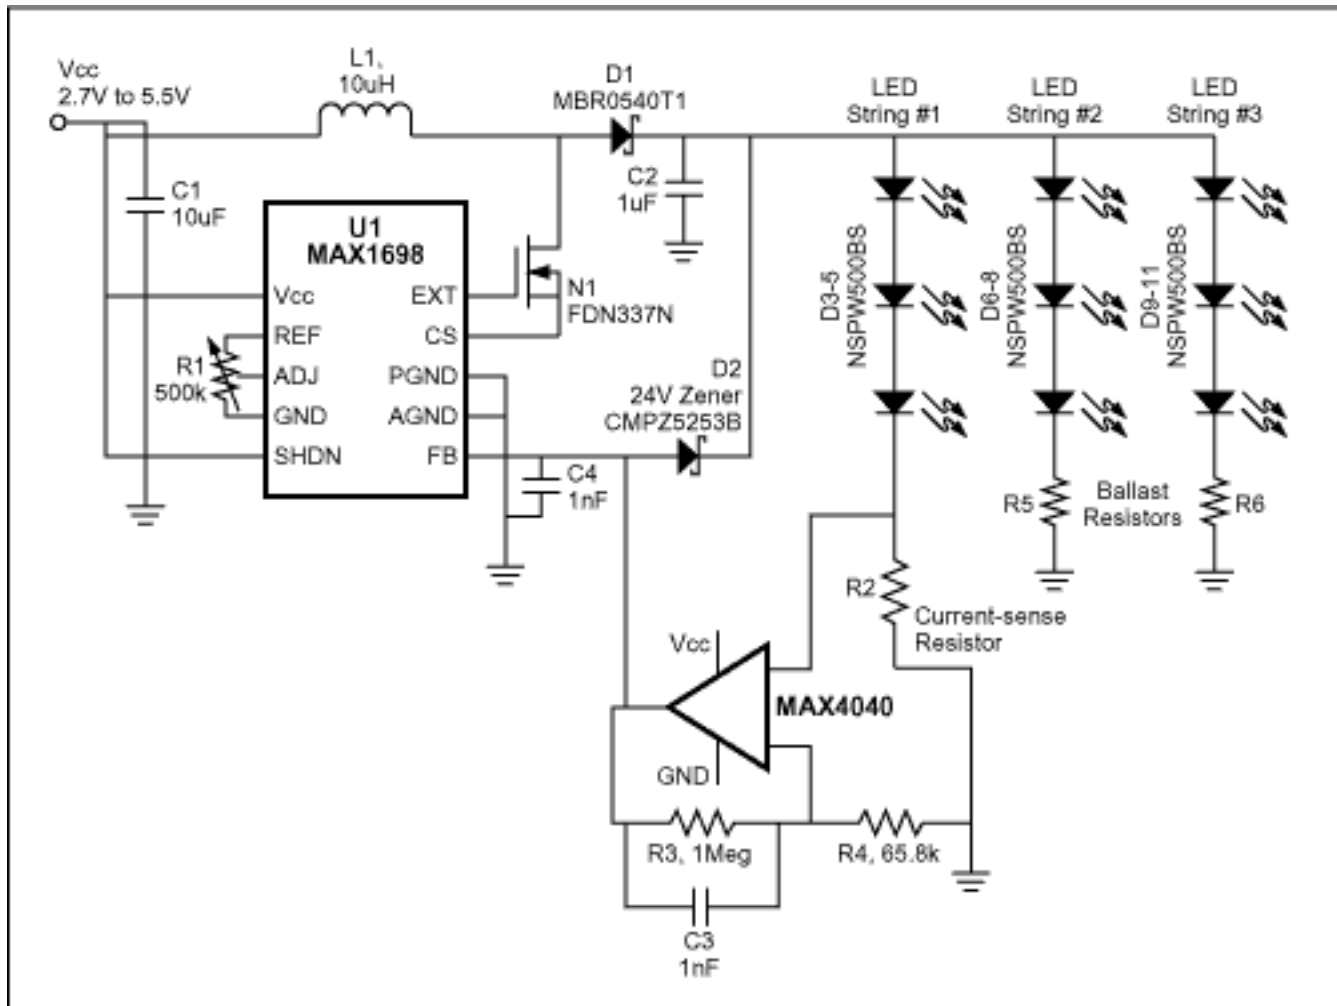 Vcc
2.7V to 5.5V
L1,
10uH
D1
MBR0540T1
LED
String #1
LED
String #2
LED
String #3
C1
10uF
C2
1uF
U1
MAX1698
Vcc
REF
ADJ
GND
SHDN
EXT
CS
PGND
AGND
FB
R1
500k
N1
FDN337N
D2
24V Zener
CMPZ5253B
C4
1nF
D3-5
NSPW500BS
D6-8
NSPW500BS
D9-11
NSPW500BS
R5
Ballast
Resistors
R6
R2
Current-sense
Resistor
Vcc
MAX4040
GND
R3, 1Meg
R4, 65.8k
C3
1nF